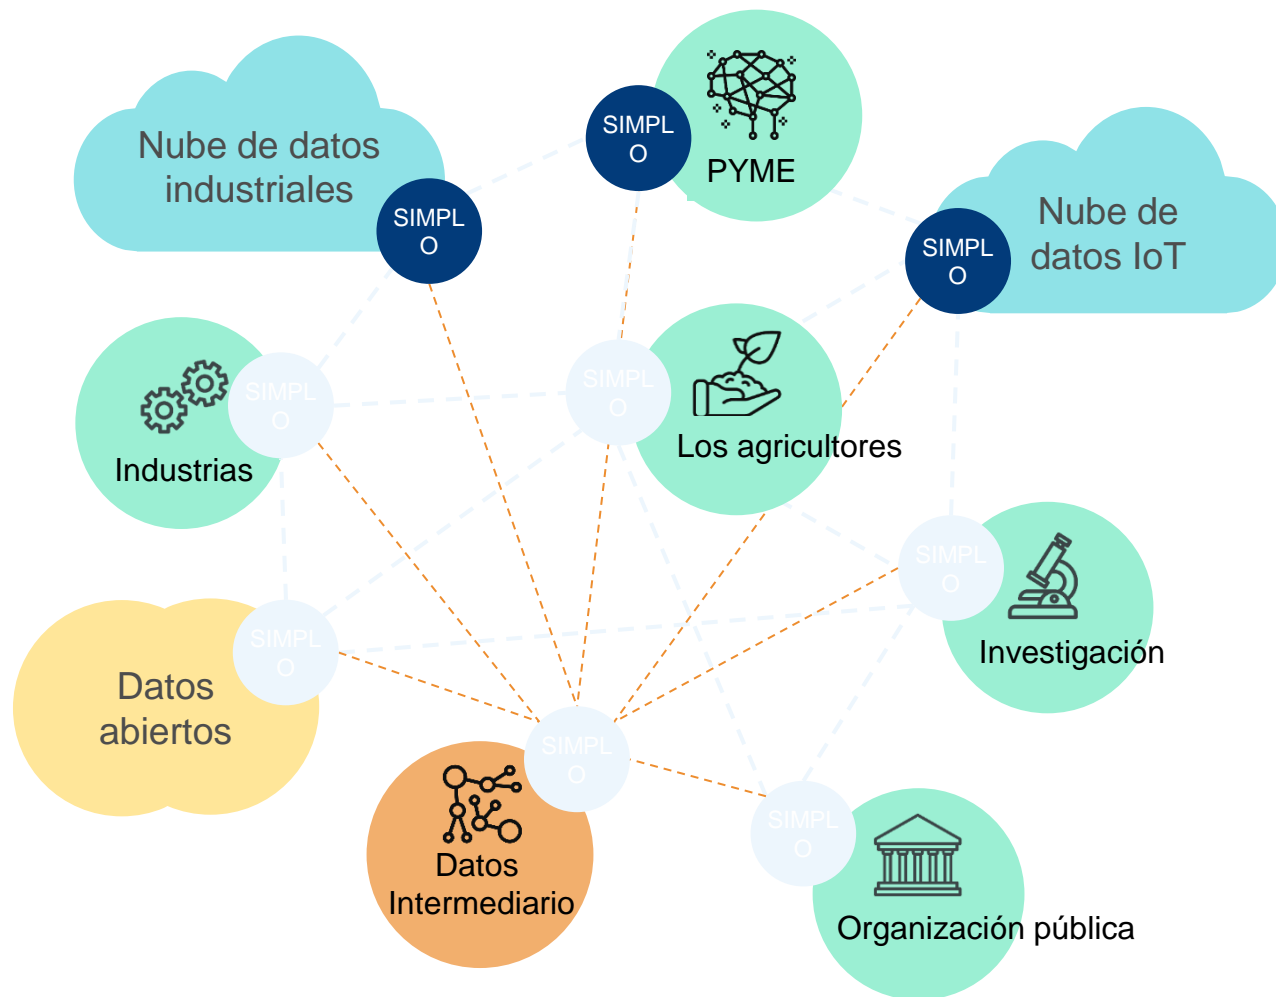 SIMPL
O
PYME
Nube de datos
industriales
SIMPL
O
Nube de
datos IoT
SIMPL
O
SIMPL
O
Industrias
SIMPL
O
Los agricultores
SIMPL
O
Investigación
SIMPL
O
Datos
abiertos
SIMPL
O
Datos
Intermediario
SIMPL
O
Organización pública